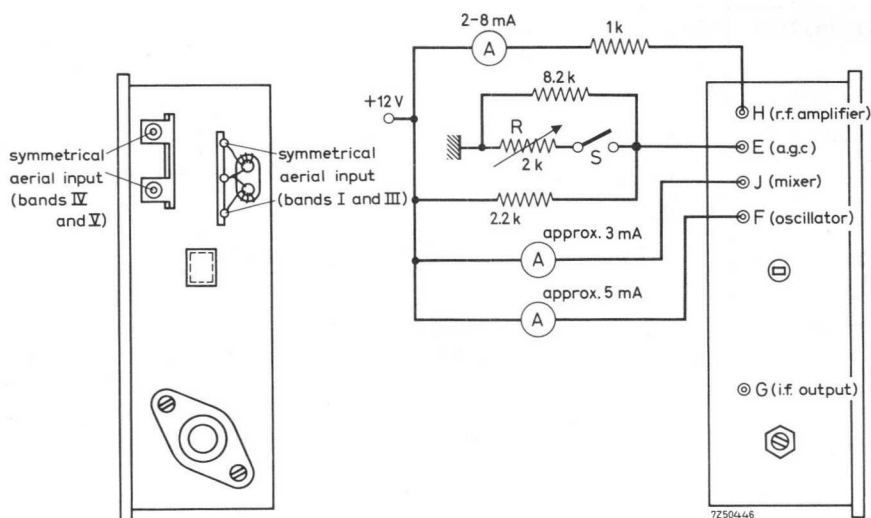 symmetrical
aerial input
(bands IV
and V)
symmetrical
aerial input
(bands I and III)
+12 V
2-8 mA
A
1k
8.2 k
R
2 k
S
2.2k
approx. 3 mA
A
approx. 5 mA
A
H (r.f. amplifier)
E (a.g.c)
J (mixer)
F (oscillator)
G (i.f. output)
7Z50446